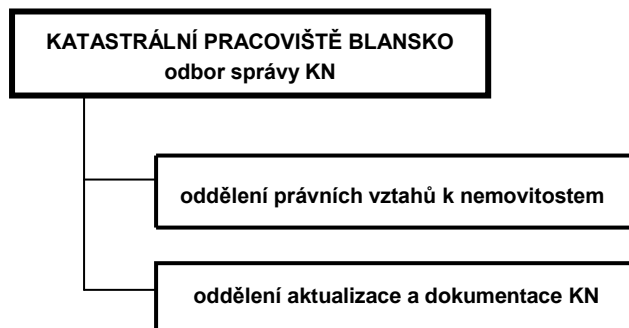 KATASTRÁLNÍ PRACOVIŠTĚ BLANSKO
odbor správy KN
oddělení právních vztahů k nemovitostem
oddělení aktualizace a dokumentace KN